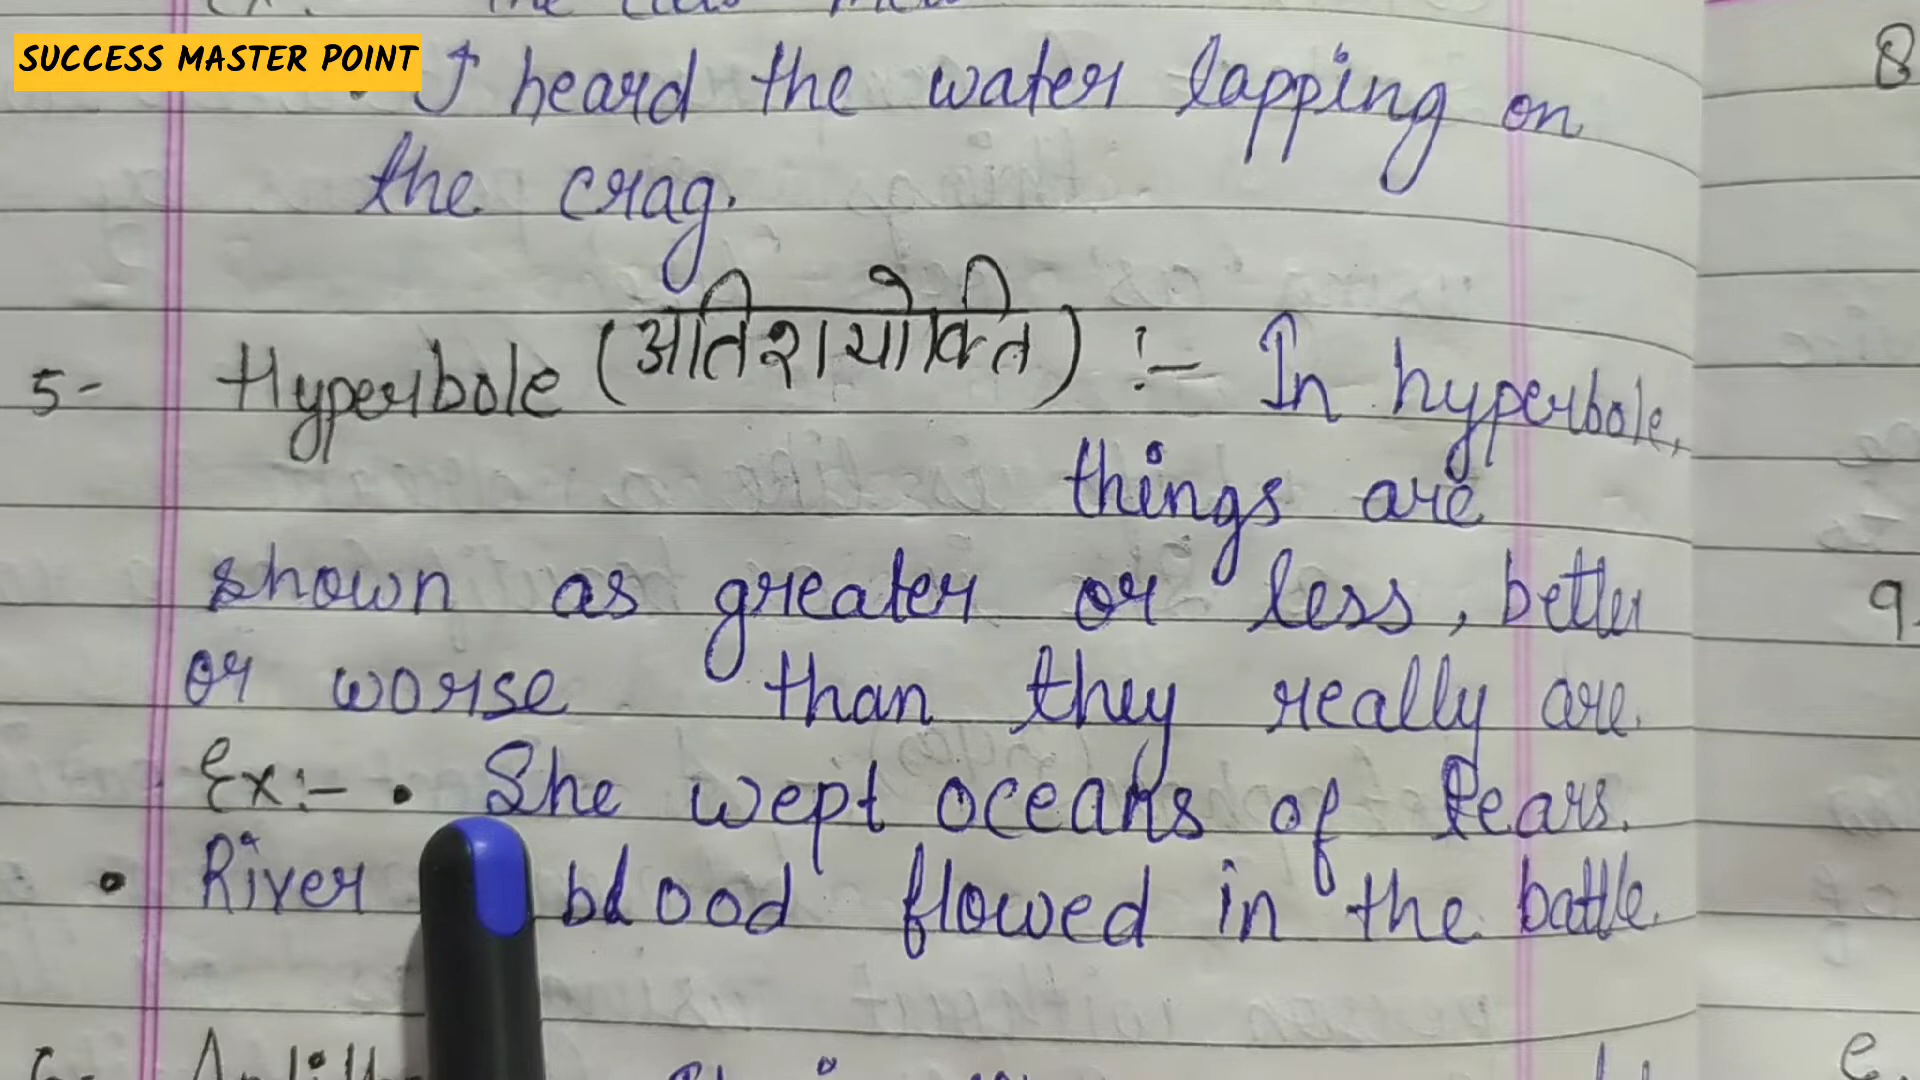 SUCCESS MASTER POINT
I heard the water lapping on
the crag.
5- Hyperbole (अतिशयोक्ति) :- In hyperbole,
things are
shown as greater or less, better
or worse than they really are.
Ex:- • She wept oceans of tears.
• River blood flowed in the battle.
8
9.